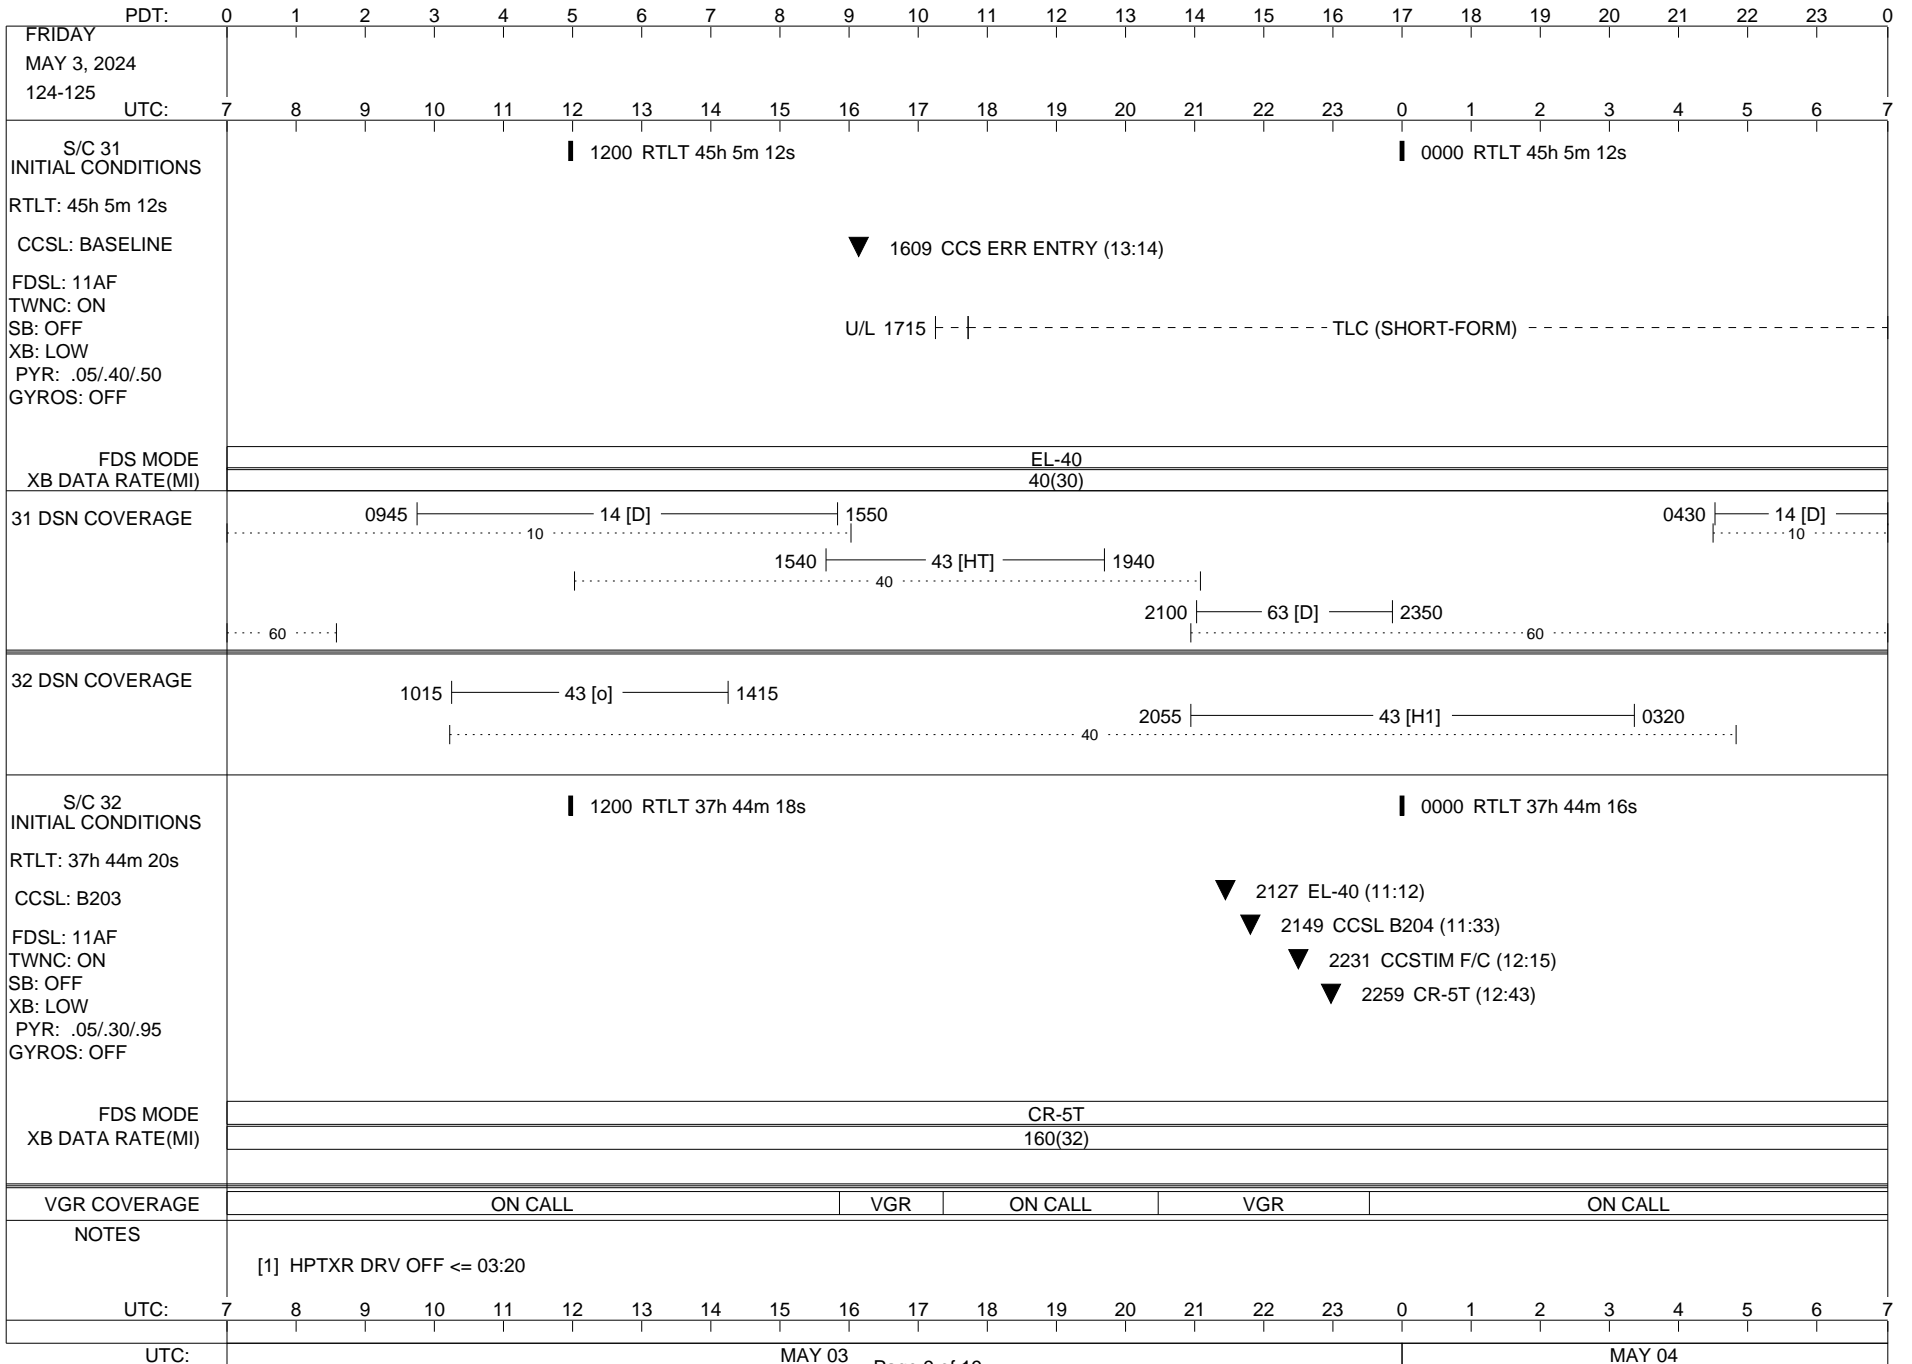 PDT: 0 1 2 3 4 5 6 7 8 9 10 11 12 13 14 15 16 17 18 19 20 21 22 23 0
FRIDAY
MAY 3, 2024
124-125
UTC: 7 8 9 10 11 12 13 14 15 16 17 18 19 20 21 22 23 0 1 2 3 4 5 6 7
S/C 31
INITIAL CONDITIONS
1200 RTLT 45h 5m 12s
0000 RTLT 45h 5m 12s
RTLT: 45h 5m 12s
CCSL: BASELINE
1609 CCS ERR ENTRY (13:14)
FDSL: 11AF
TWNC: ON
SB: OFF
U/L 1715 TLC (SHORT-FORM)
XB: LOW
PYR: .05/.40/.50
GYROS: OFF
FDS MODE EL-40
XB DATA RATE(MI) 40(30)
31 DSN COVERAGE
0945 14 [D] 1550
0430 14 [D]
10
10
1540 43 [HT] 1940
40
2100 63 [D] 2350
60
60
32 DSN COVERAGE
1015 43 [o] 1415
2055 43 [H1] 0320
40
S/C 32
INITIAL CONDITIONS
1200 RTLT 37h 44m 18s
0000 RTLT 37h 44m 16s
RTLT: 37h 44m 20s
CCSL: B203
2127 EL-40 (11:12)
2149 CCSL B204 (11:33)
FDSL: 11AF
TWNC: ON
2231 CCSTIM F/C (12:15)
SB: OFF
2259 CR-5T (12:43)
XB: LOW
PYR: .05/.30/.95
GYROS: OFF
FDS MODE CR-5T
XB DATA RATE(MI) 160(32)
VGR COVERAGE ON CALL VGR ON CALL VGR ON CALL
NOTES
[1] HPTXR DRV OFF <= 03:20
UTC: 7 8 9 10 11 12 13 14 15 16 17 18 19 20 21 22 23 0 1 2 3 4 5 6 7
UTC: MAY 03 MAY 04